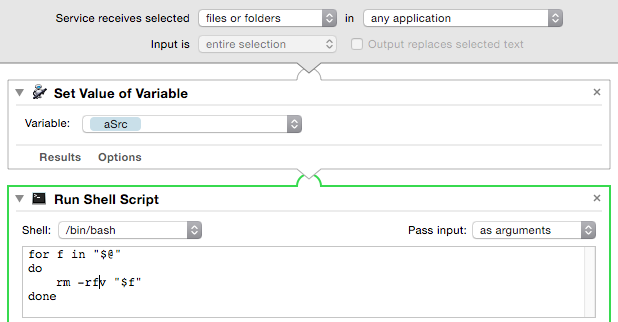 Service receives selected files or folders in any application
Input is entire selection Output replaces selected text
Set Value of Variable
Variable: aSrc
Results Options
Run Shell Script
Shell: /bin/bash Pass input: as arguments
for f in "$@"
do
    rm -rfv "$f"
done